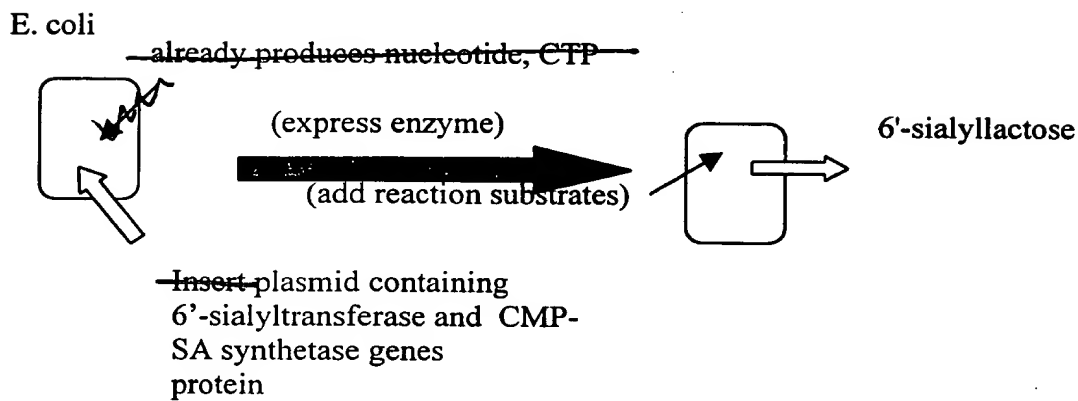 E. coli
already produces nucleotide, CTP
(express enzyme)
6'-sialyllactose
(add reaction substrates)
Insert plasmid containing
6’-sialyltransferase and CMP-
SA synthetase genes
protein